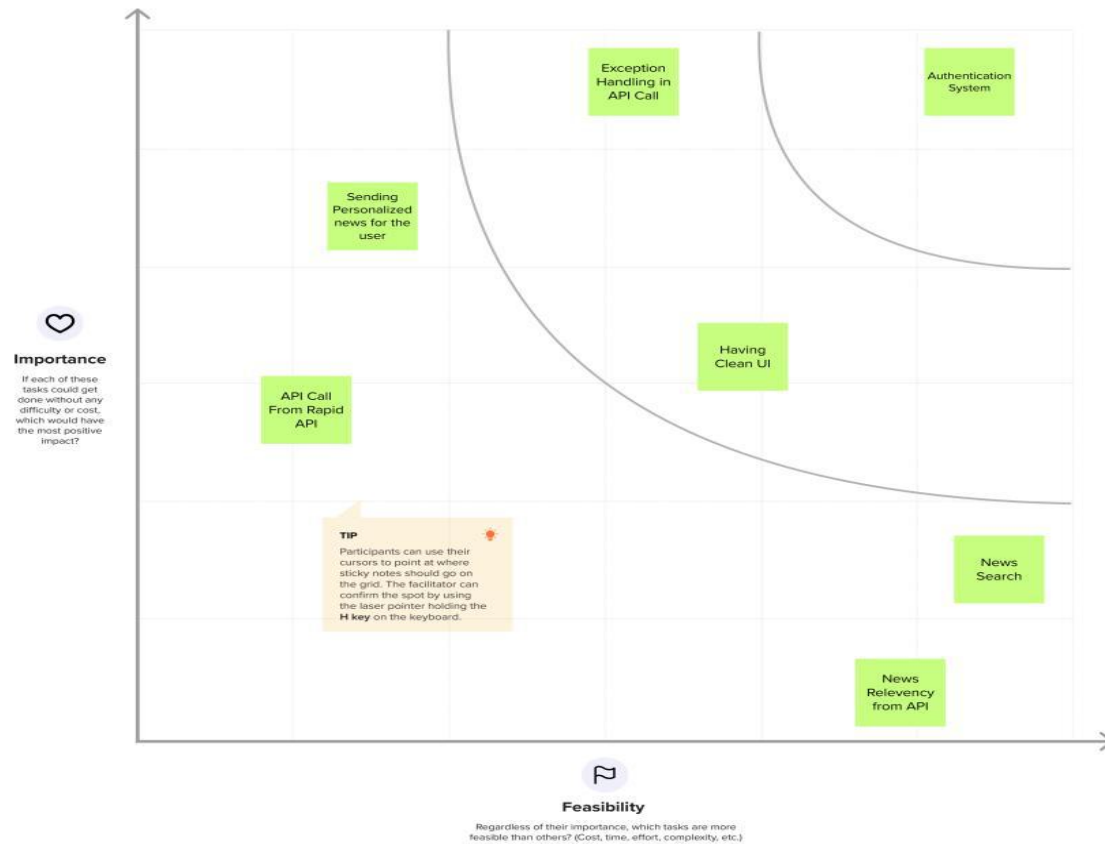 Exception
Handling in
API Call
Authentication
System
Sending
Personalized
news for the
user
Importance
If each of these
tasks could get
done without any
difficulty or cost,
which would have
the most positive
impact?
Having
Clean UI
API Call
From Rapid
API
TIP
Participants can use their
cursors to point at where
sticky notes should go on
the grid. The facilitator can
confirm the spot by using
the laser pointer holding the
H key on the keyboard.
News
Search
News
Relevency
from API
Feasibility
Regardless of their importance, which tasks are more
feasible than others? (Cost, time, effort, complexity, etc.)